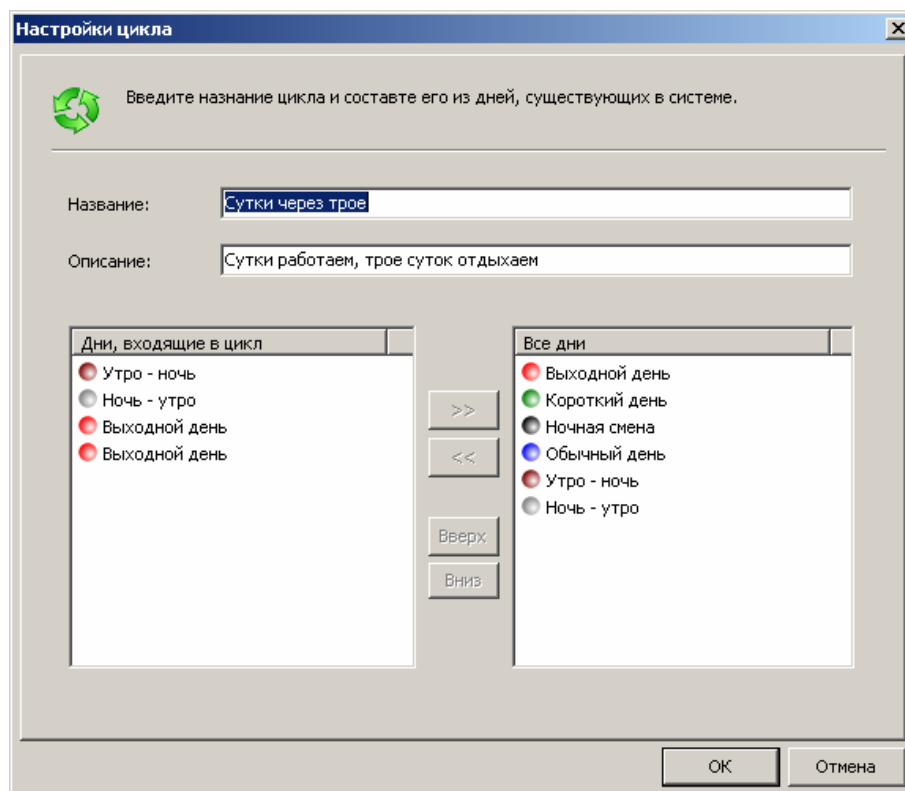 Настройки цикла
Введите назнание цикла и составте его из дней, существующих в системе.
Название:
Сутки через трое
Описание:
Сутки работаем, трое суток отдыхаем
Дни, входящие в цикл
Утро - ночь
Ночь - утро
Выходной день
Выходной день
>>
<<
Вверх
Вниз
Все дни
Выходной день
Короткий день
Ночная смена
Обычный день
Утро - ночь
Ночь - утро
OK
Отмена